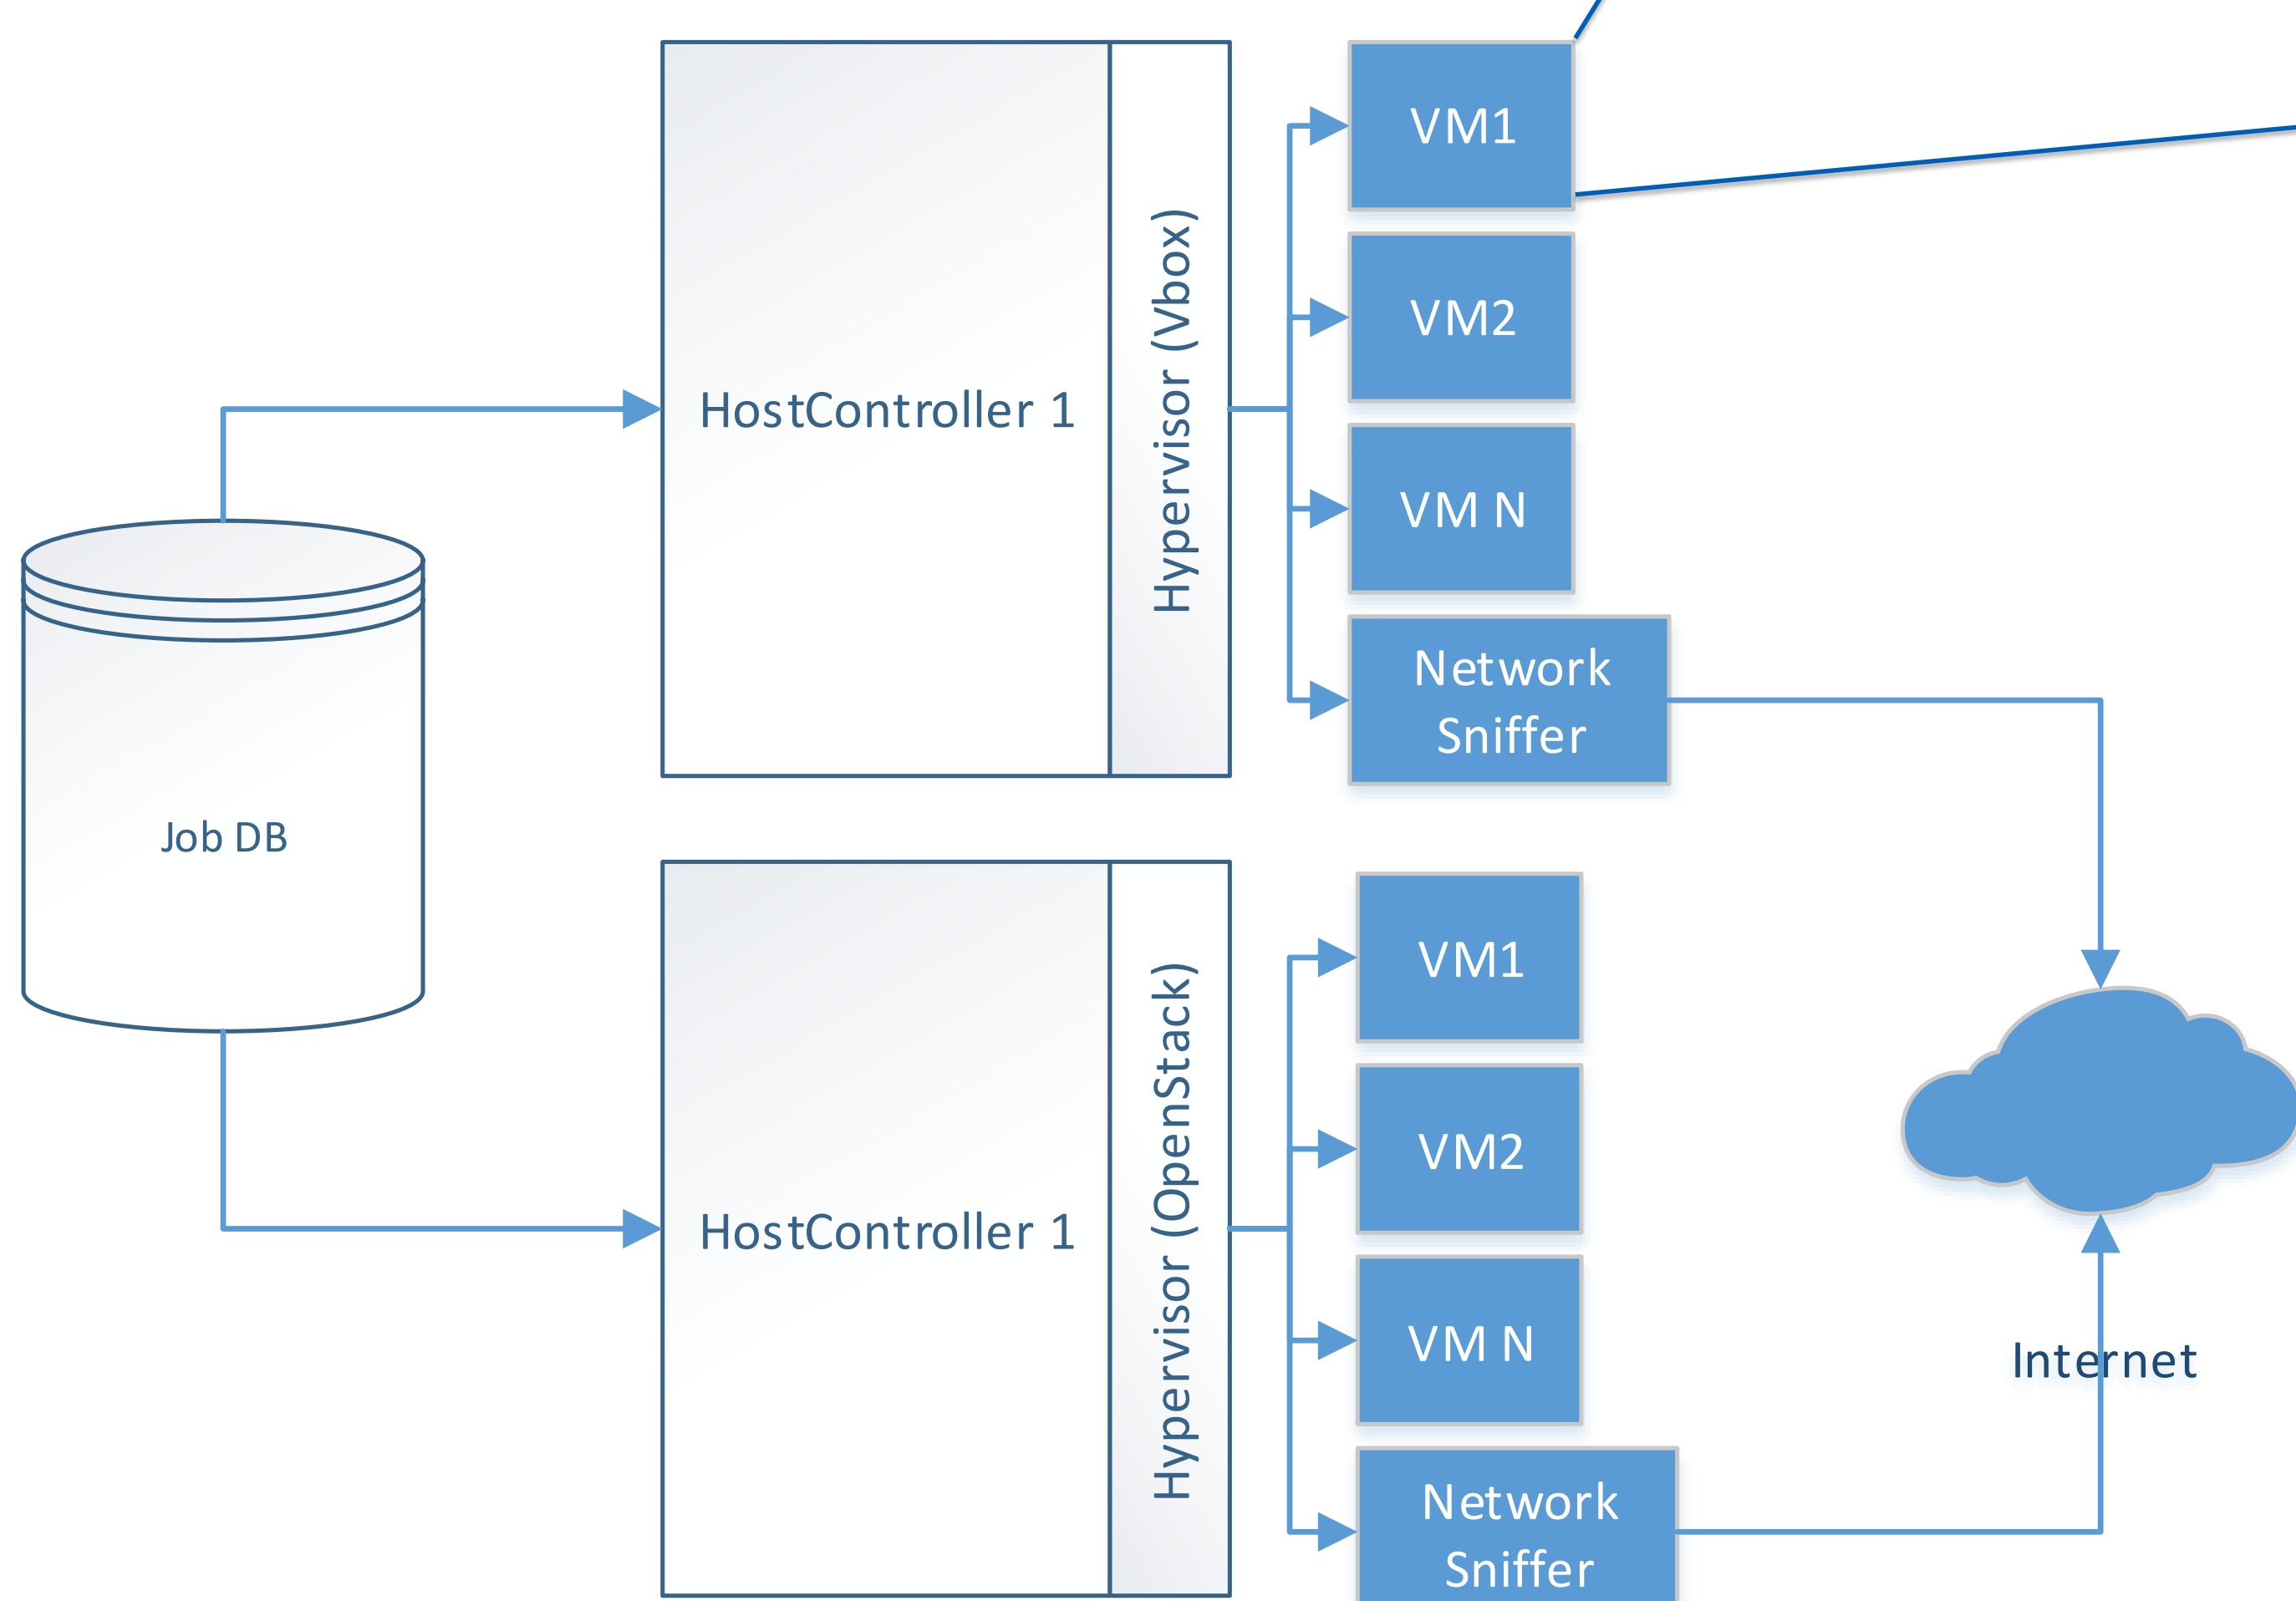 Job DB
HostController 1
Hypervisor (Vbox)
VM1
VM2
VM N
Network
Sniffer
HostController 1
Hypervisor (OpenStack)
VM1
VM2
VM N
Network
Sniffer
Internet